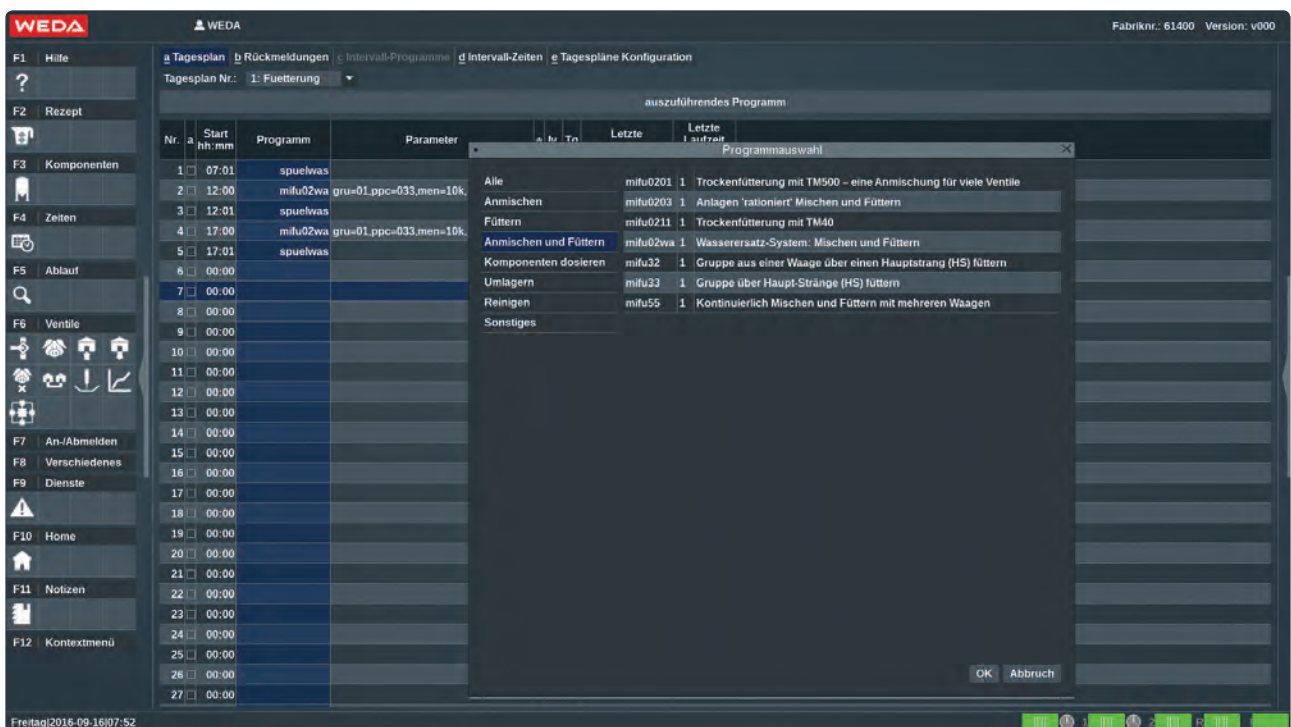 WEDA WEDA Fabriknr.: 61400 Version: v000
F1 Hilfe
?
F2 Rezept
F3 Komponenten
F4 Zeiten
F5 Ablauf
F6 Ventile
F7 An-/Abmelden
F8 Verschiedenes
F9 Dienste
F10 Home
F11 Notizen
F12 Kontextmenü
a Tagesplan b Rückmeldungen c Intervall-Programme d Intervall-Zeiten e Tagespläne Konfiguration
Tagesplan Nr.: 1: Fuetterung
auszuführendes Programm
Nr. a Start hh:mm Programm Parameter Letzte Letzte Laufzeit
1 07:01 spuelwas
2 12:00 mifu02wa gru=01,ppc=033,men=10k,
3 12:01 spuelwas
4 17:00 mifu02wa gru=01,ppc=033,men=10k,
5 17:01 spuelwas
6 00:00
7 00:00
8 00:00
9 00:00
10 00:00
11 00:00
12 00:00
13 00:00
14 00:00
15 00:00
16 00:00
17 00:00
18 00:00
19 00:00
20 00:00
21 00:00
22 00:00
23 00:00
24 00:00
25 00:00
26 00:00
27 00:00
Programmauswahl
Alle
Anmischen
Füttern
Anmischen und Füttern
Komponenten dosieren
Umlagern
Reinigen
Sonstiges
mifu0201 1 Trockenfütterung mit TM500 – eine Anmischung für viele Ventile
mifu0203 1 Anlagen 'rationiert' Mischen und Füttern
mifu0211 1 Trockenfütterung mit TM40
mifu02wa 1 Wasserersatz-System: Mischen und Füttern
mifu32 1 Gruppe aus einer Waage über einen Hauptstrang (HS) füttern
mifu33 1 Gruppe über Haupt-Stränge (HS) füttern
mifu55 1 Kontinuierlich Mischen und Füttern mit mehreren Waagen
OK Abbruch
Freitag|2016-09-16|07:52 1 2 R